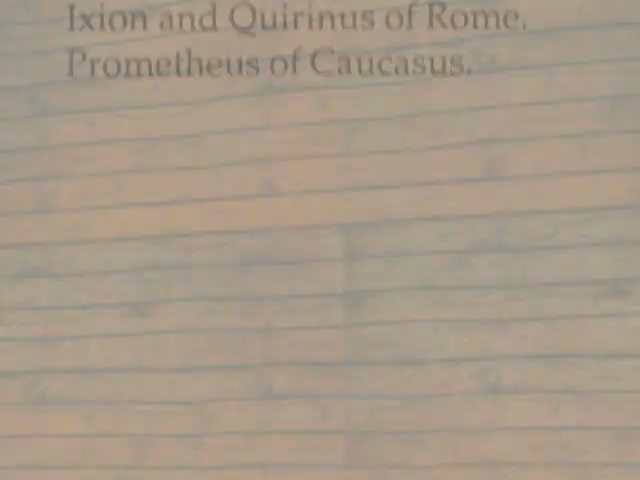 Ixion and Quirinus of Rome.
Prometheus of Caucasus.